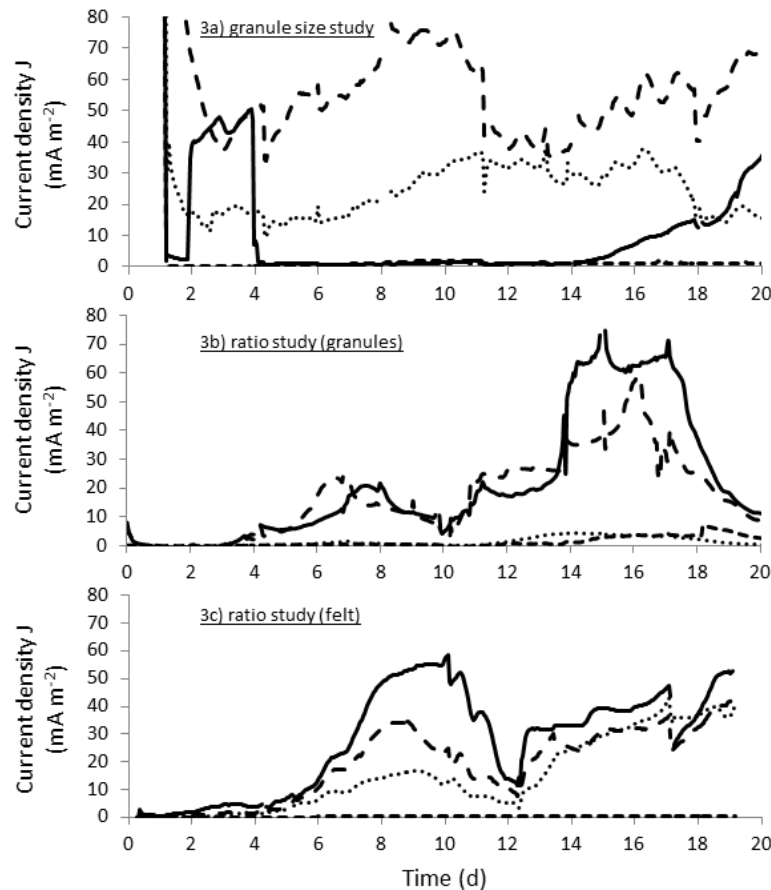 3a) granule size study
Current density J
(mA m-2)
80
70
60
50
40
30
20
10
0
0 2 4 6 8 10 12 14 16 18 20
3b) ratio study (granules)
Current density J
(mA m-2)
80
70
60
50
40
30
20
10
0
0 2 4 6 8 10 12 14 16 18 20
3c) ratio study (felt)
Current density J
(mA m-2)
80
70
60
50
40
30
20
10
0
0 2 4 6 8 10 12 14 16 18 20
Time (d)